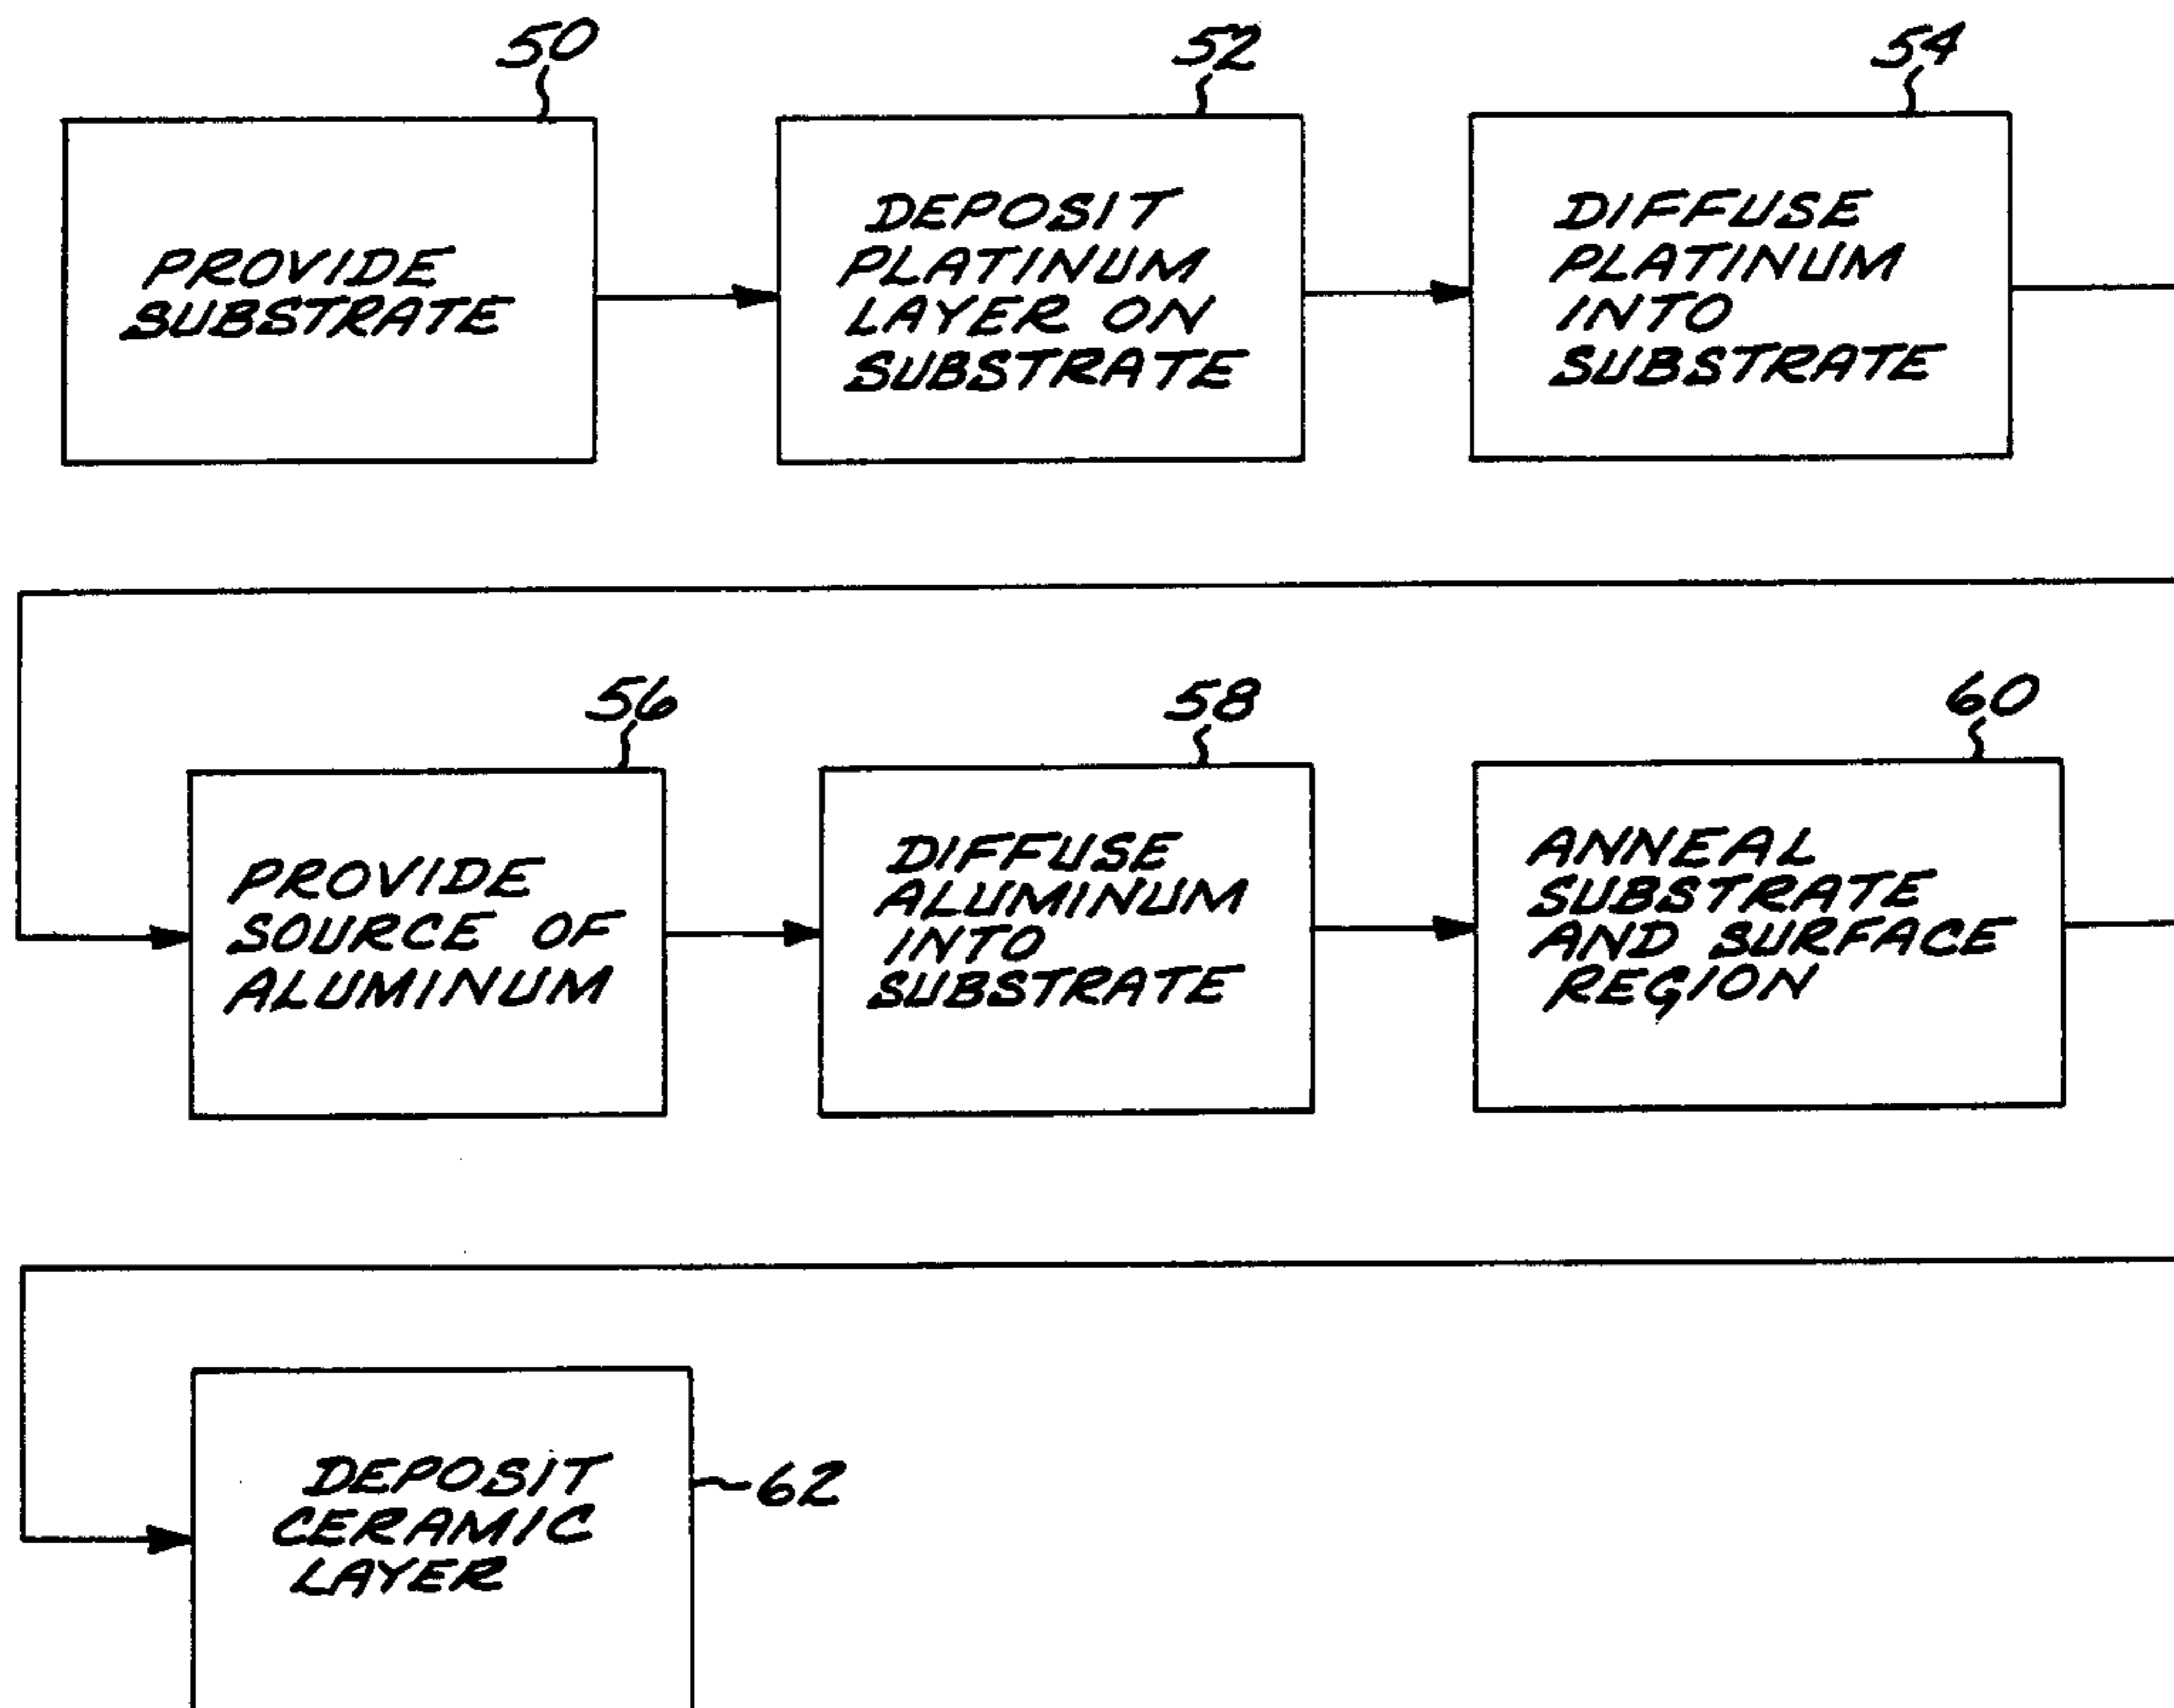 50
52
54
PROVIDE
SUBSTRATE
DEPOSIT
PLATINUM
LAYER ON
SUBSTRATE
DIFFUSE
PLATINUM
INTO
SUBSTRATE
56
58
60
PROVIDE
SOURCE OF
ALUMINUM
DIFFUSE
ALUMINUM
INTO
SUBSTRATE
ANNEAL
SUBSTRATE
AND SURFACE
REGION
DEPOSIT
CERAMIC
LAYER
62